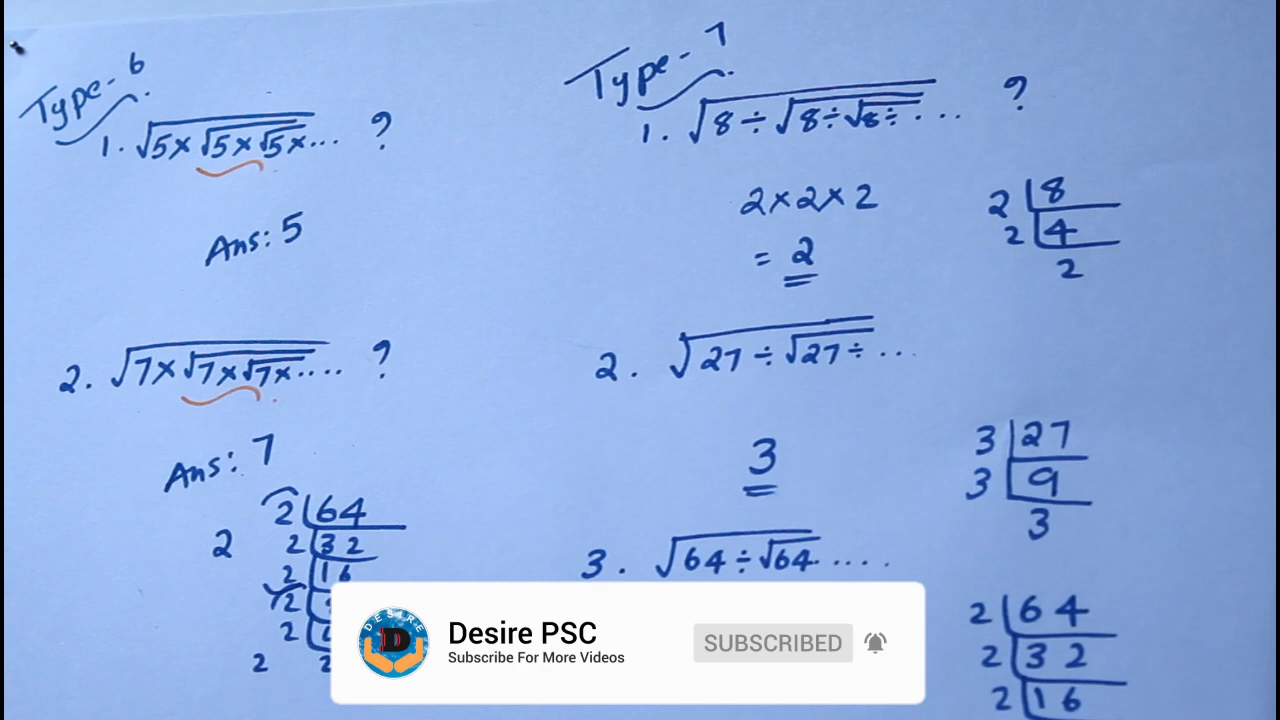 Type-6
1. √5×√5×√5×... ?
Ans: 5
2. √7×√7×√7×.... ?
Ans: 7
2 | 64
2 2 | 32
2 | 16
2
2
2
Type-7
1. √8÷√8÷√8÷... ?
2×2×2
= 2
2 | 8
2 | 4
2
2. √27÷√27÷...
3
3 | 27
3 | 9
3
3. √64÷√64....
2 | 64
2 | 32
2 | 16
DESIRE
D
Desire PSC
Subscribe For More Videos
SUBSCRIBED